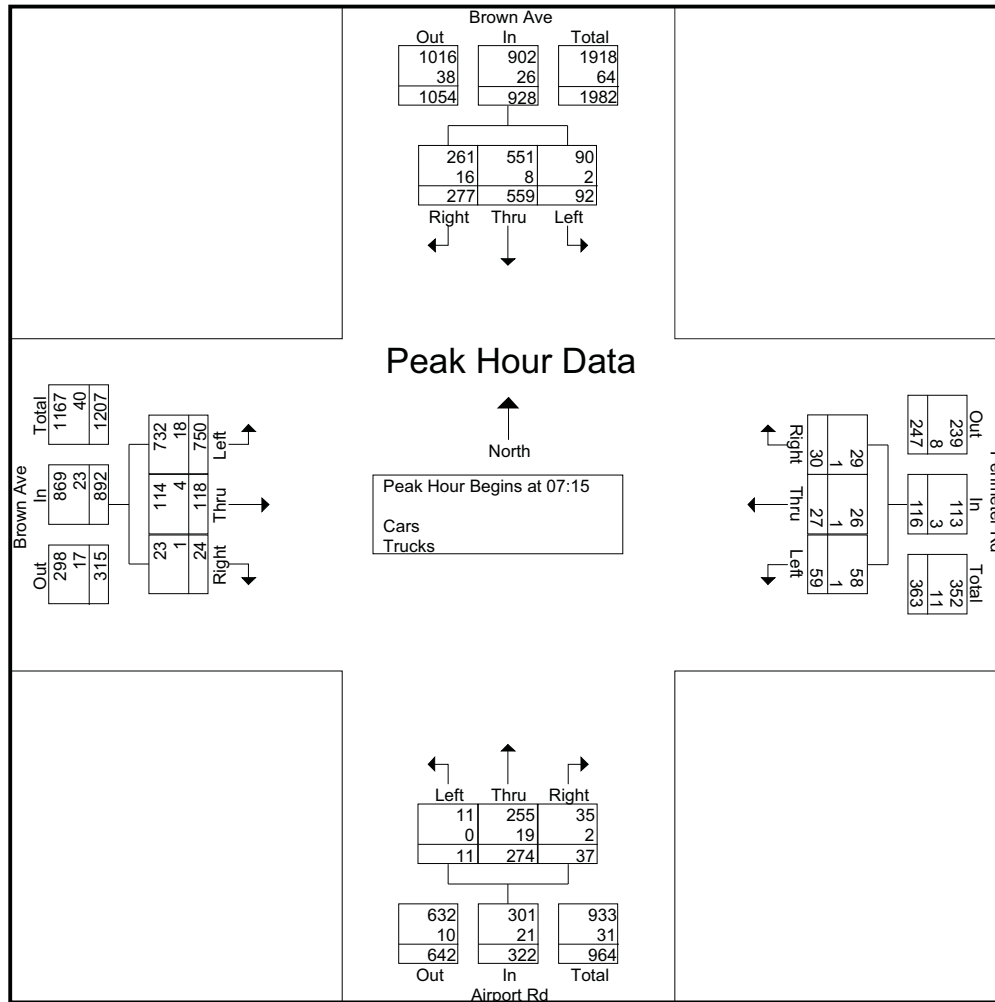 Brown Ave
Out In Total
1016 902 1918
38 26 64
1054 928 1982
261 551 90
16 8 2
277 559 92
Right Thru Left
Peak Hour Data
North
Peak Hour Begins at 07:15
Cars
Trucks
Brown Ave
Out In Total
298 869 1167
17 23 40
315 892 1207
23 114 732
1 4 18
24 118 750
Right Thru Left
Out In Total
239 113 352
8 3 11
247 116 363
29 26 58
1 1 1
30 27 59
Right Thru Left
Left Thru Right
11 255 35
0 19 2
11 274 37
632 301 933
10 21 31
642 322 964
Out In Total
Airport Rd